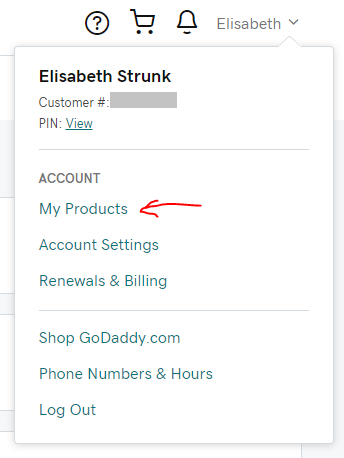 Elisabeth
Elisabeth Strunk
Customer #:
PIN: View
ACCOUNT
My Products
Account Settings
Renewals & Billing
Shop GoDaddy.com
Phone Numbers & Hours
Log Out